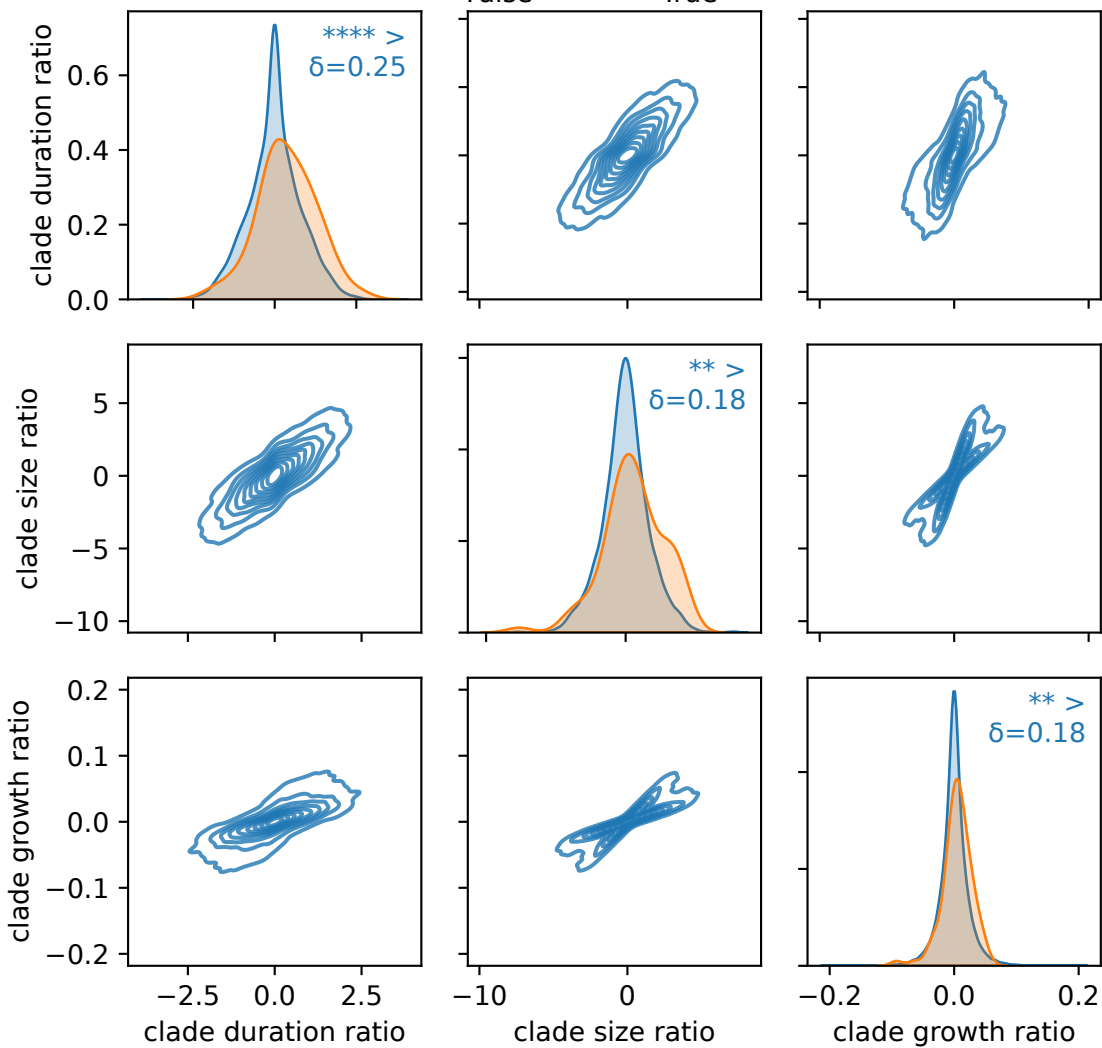 clade duration ratio
0.6
0.4
0.2
0.0
**** >
δ=0.25
clade size ratio
5
0
−5
−10
** >
δ=0.18
clade growth ratio
0.2
0.1
0.0
−0.1
−0.2
** >
δ=0.18
−2.5 0.0 2.5
−10 0
−0.2 0.0 0.2
clade duration ratio
clade size ratio
clade growth ratio